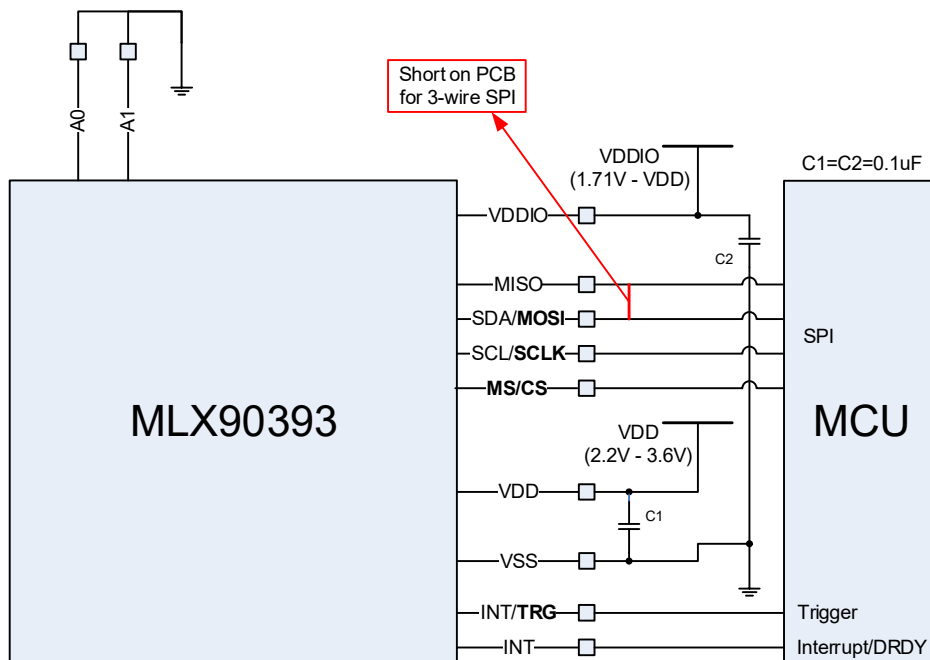 A0
A1
Short on PCB
for 3-wire SPI
VDDIO
(1.71V - VDD)
C1=C2=0.1uF
VDDIO
C2
MISO
SDA/MOSI
SPI
SCL/SCLK
MS/CS
MLX90393
MCU
VDD
(2.2V - 3.6V)
VDD
C1
VSS
INT/TRG
Trigger
INT
Interrupt/DRDY